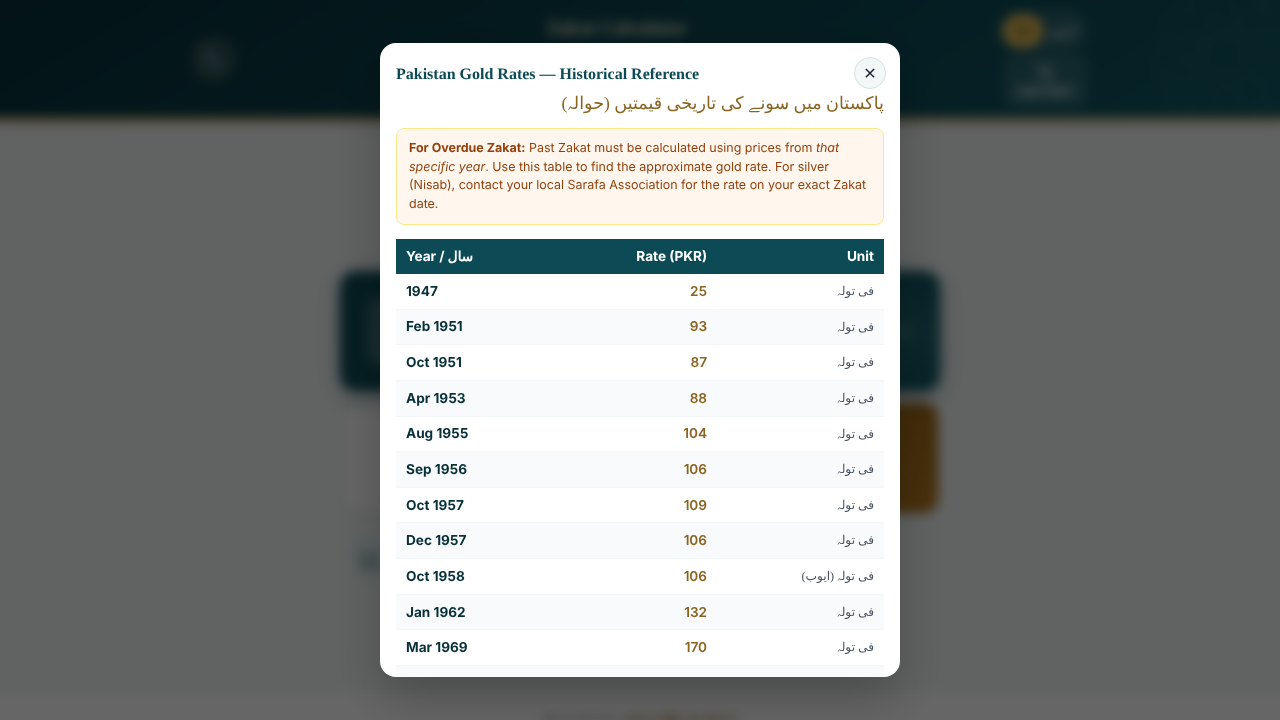 Pakistan Gold Rates — Historical Reference
پاکستان میں سونے کی تاریخی قیمتیں (حوالہ)
For Overdue Zakat: Past Zakat must be calculated using prices from that
specific year. Use this table to find the approximate gold rate. For silver
(Nisab), contact your local Sarafa Association for the rate on your exact Zakat
date.
Year / سال Rate (PKR) Unit
1947 25 فی تولہ
Feb 1951 93 فی تولہ
Oct 1951 87 فی تولہ
Apr 1953 88 فی تولہ
Aug 1955 104 فی تولہ
Sep 1956 106 فی تولہ
Oct 1957 109 فی تولہ
Dec 1957 106 فی تولہ
Oct 1958 106 فی تولہ (ایوب)
Jan 1962 132 فی تولہ
Mar 1969 170 فی تولہ